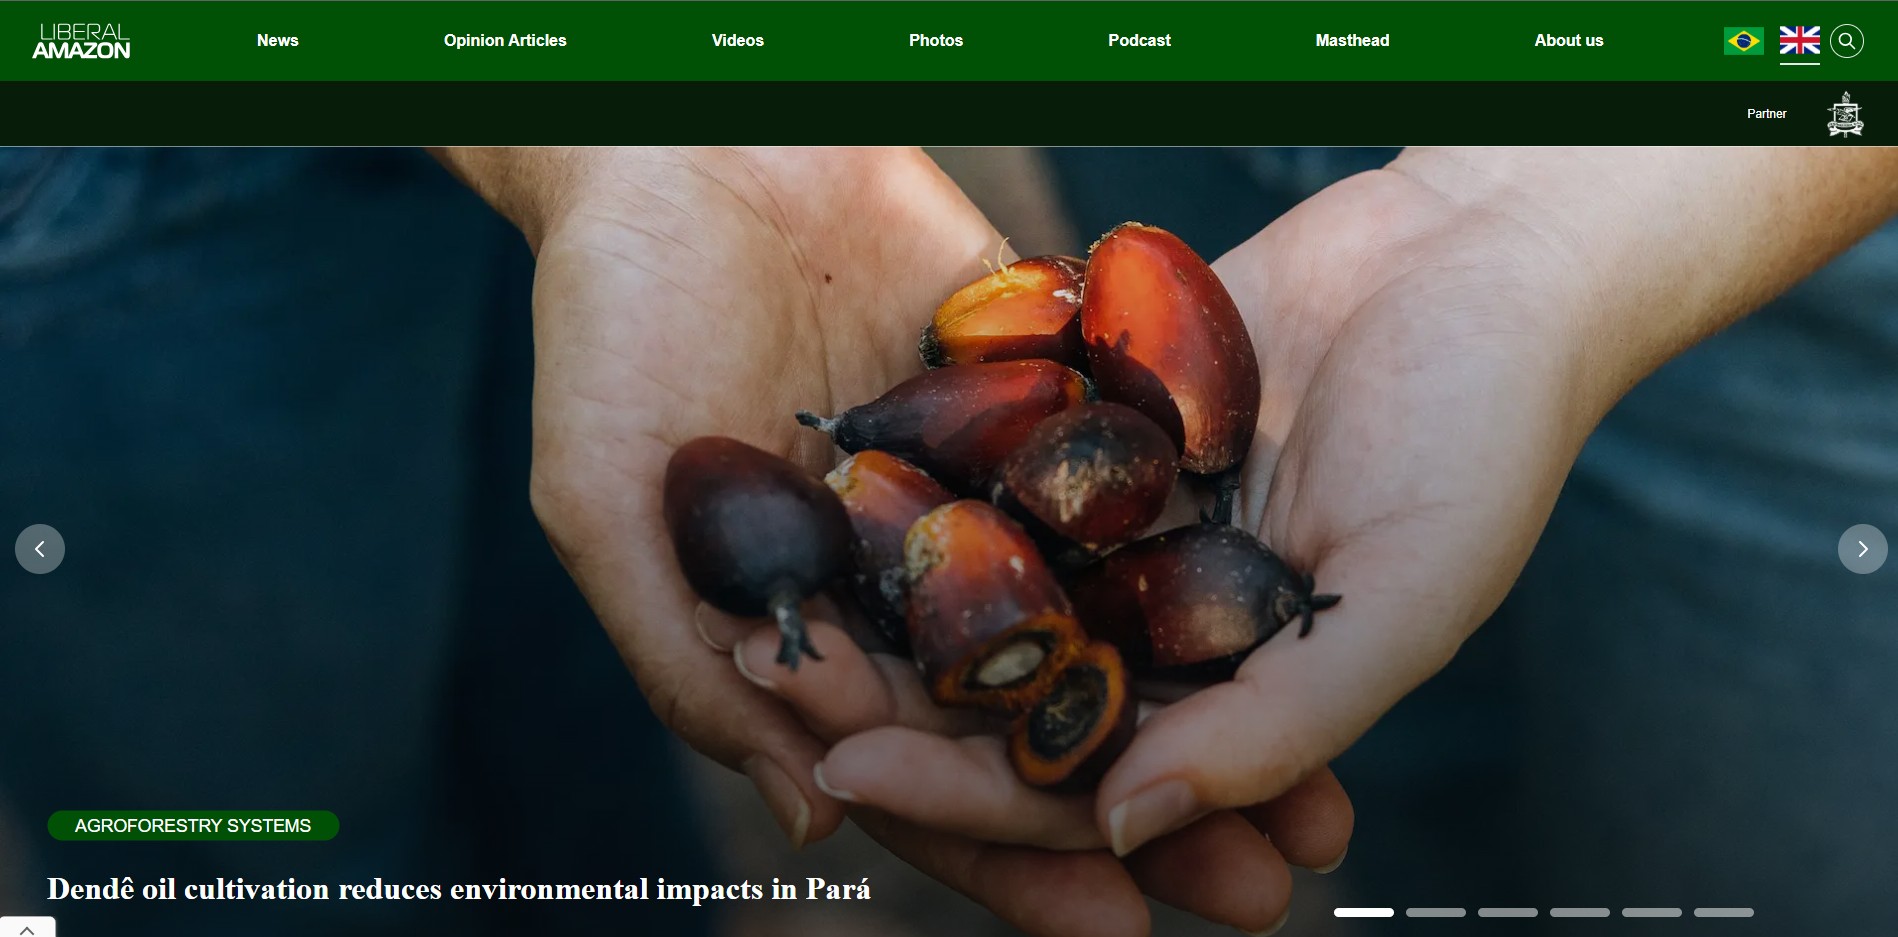 LIBERAL
AMAZON
News
Opinion Articles
Videos
Photos
Podcast
Masthead
About us
Partner
AGROFORESTRY SYSTEMS
Dendê oil cultivation reduces environmental impacts in Pará